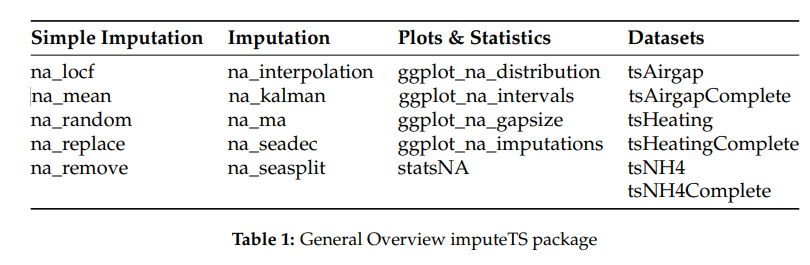 Simple Imputation Imputation Plots & Statistics Datasets
na_locf na_interpolation ggplot_na_distribution tsAirgap
na_mean na_kalman ggplot_na_intervals tsAirgapComplete
na_random na_ma ggplot_na_gapsize tsHeating
na_replace na_seadec ggplot_na_imputations tsHeatingComplete
na_remove na_seasplit statsNA tsNH4
tsNH4Complete
Table 1: General Overview imputeTS package